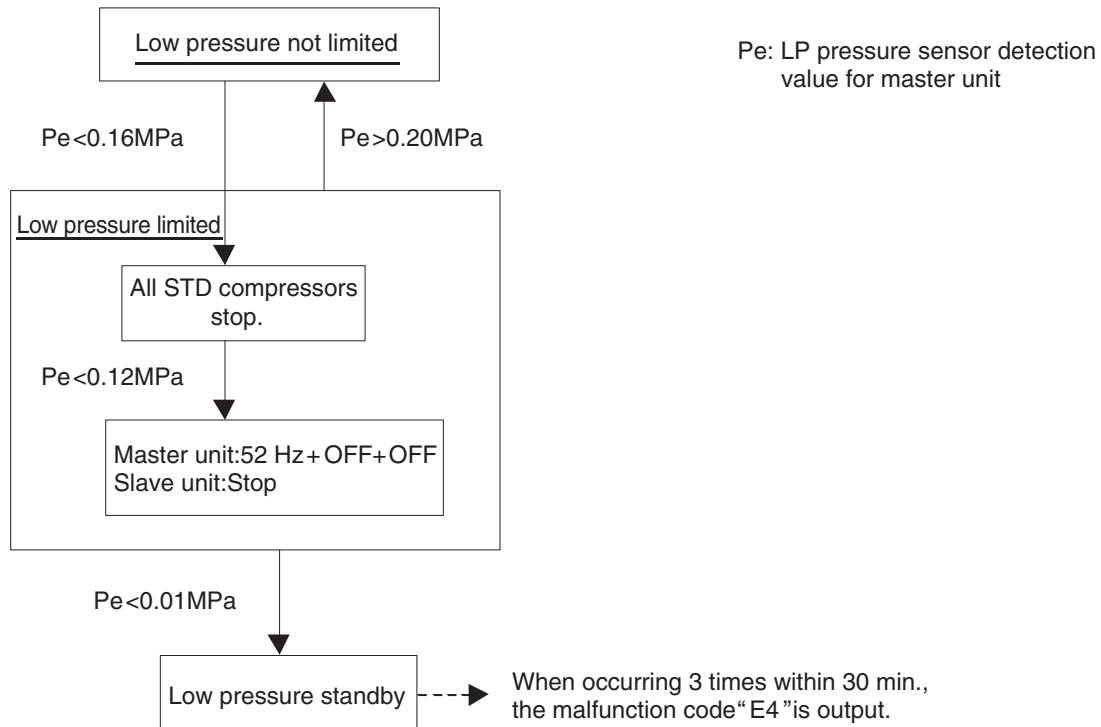 Low pressure not limited
Pe: LP pressure sensor detection
value for master unit
Pe<0.16MPa
Pe>0.20MPa
Low pressure limited
All STD compressors
stop.
Pe<0.12MPa
Master unit:52 Hz+OFF+OFF
Slave unit:Stop
Pe<0.01MPa
Low pressure standby
When occurring 3 times within 30 min.,
the malfunction code“E4”is output.